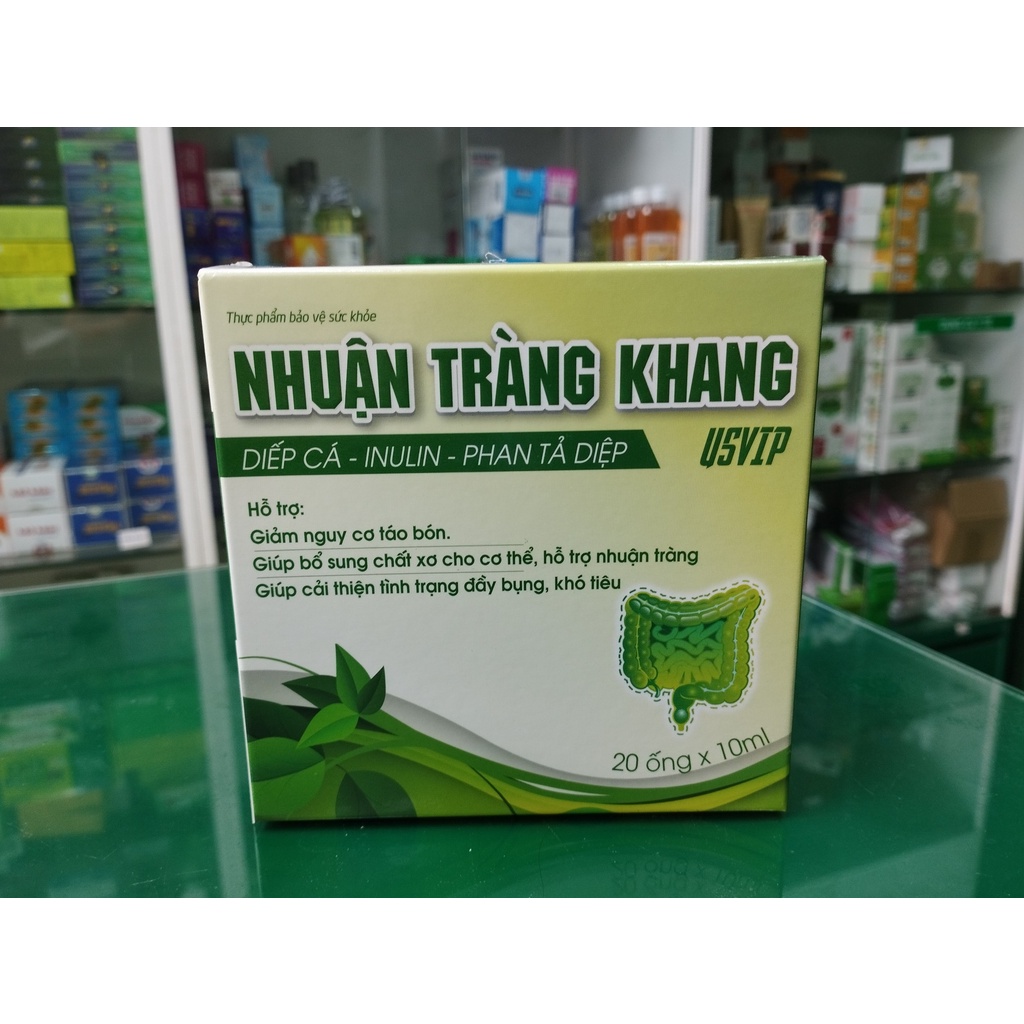 Thực phẩm bảo vệ sức khỏe
NHUẬN TRÀNG KHANG
DIẾP CÁ - INULIN - PHAN TẢ DIỆP
USVIP
Hỗ trợ:
Giảm nguy cơ táo bón.
Giúp bổ sung chất xơ cho cơ thể, hỗ trợ nhuận tràng
Giúp cải thiện tình trạng đầy bụng, khó tiêu
20 ống x 10ml